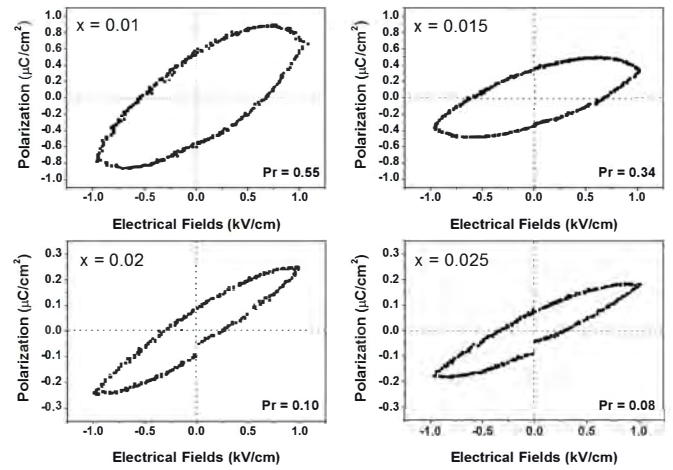 x = 0.01
Polarization (μC/cm²)
1.0
0.8
0.6
0.4
0.2
0.0
-0.2
-0.4
-0.6
-0.8
-1.0
Pr = 0.55
-1.0 -0.5 0.0 0.5 1.0
Electrical Fields (kV/cm)
x = 0.015
Polarization (μC/cm²)
1.0
0.8
0.6
0.4
0.2
0.0
-0.2
-0.4
-0.6
-0.8
-1.0
Pr = 0.34
-1.0 -0.5 0.0 0.5 1.0
Electrical Fields (kV/cm)
x = 0.02
Polarization (μC/cm²)
0.3
0.2
0.1
0.0
-0.1
-0.2
-0.3
Pr = 0.10
-1.0 -0.5 0.0 0.5 1.0
Electrical Fields (kV/cm)
x = 0.025
Polarization (μC/cm²)
0.3
0.2
0.1
0.0
-0.1
-0.2
-0.3
Pr = 0.08
-1.0 -0.5 0.0 0.5 1.0
Electrical Fields (kV/cm)